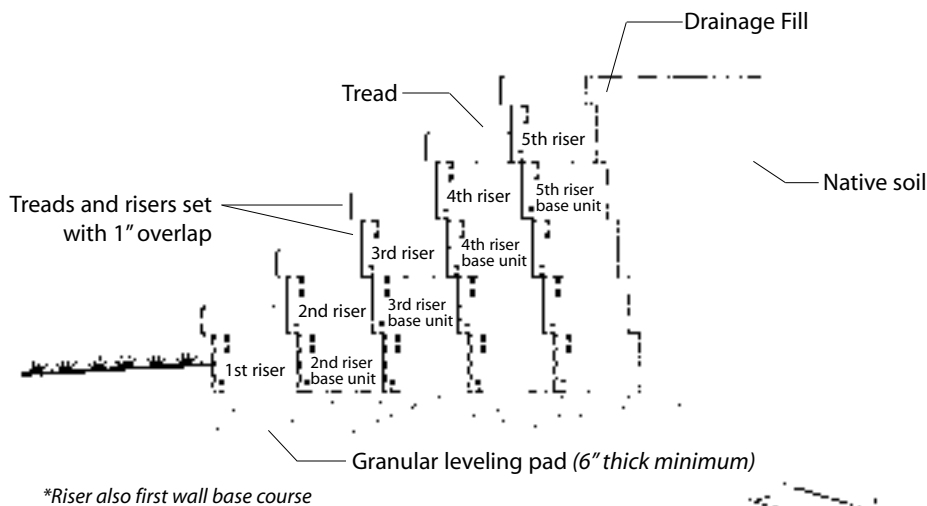 Drainage Fill
Tread
5th riser
Native soil
4th riser
5th riser
base unit
Treads and risers set
with 1" overlap
3rd riser
4th riser
base unit
2nd riser
3rd riser
base unit
1st riser
2nd riser
base unit
Granular leveling pad (6" thick minimum)
*Riser also first wall base course